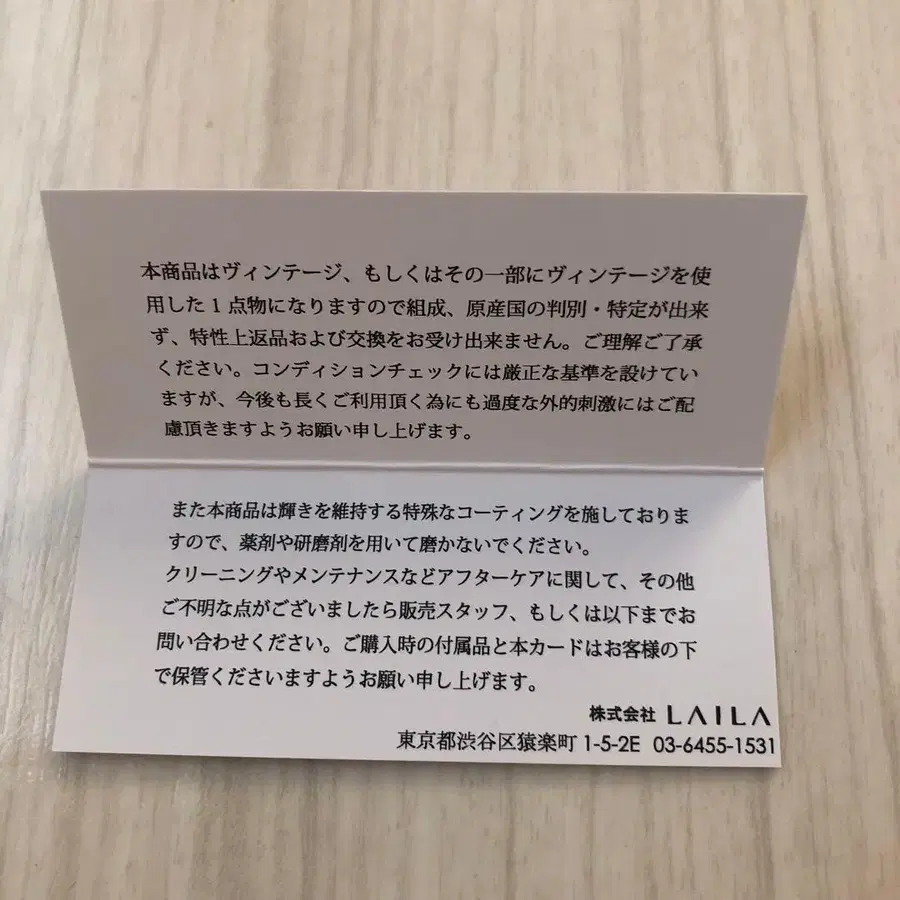 本商品はヴィンテージ、もしくはその一部にヴィンテージを使
用した1点物になりますので組成、原産国の判別・特定が出来
ず、特性上返品および交換をお受け出来ません。ご理解ご了承
ください。コンディションチェックには厳正な基準を設けてい
ますが、今後も長くご利用頂く為にも過度な外的刺激にはご配
慮頂きますようお願い申し上げます。
また本商品は輝きを維持する特殊なコーティングを施しておりま
すので、薬剤や研磨剤を用いて磨かないでください。
クリーニングやメンテナンスなどアフターケアに関して、その他
ご不明な点がございましたら販売スタッフ、もしくは以下までお
問い合わせください。ご購入時の付属品と本カードはお客様の下
で保管くださいますようお願い申し上げます。
株式会社 LAILA
東京都渋谷区猿楽町 1-5-2E 03-6455-1531